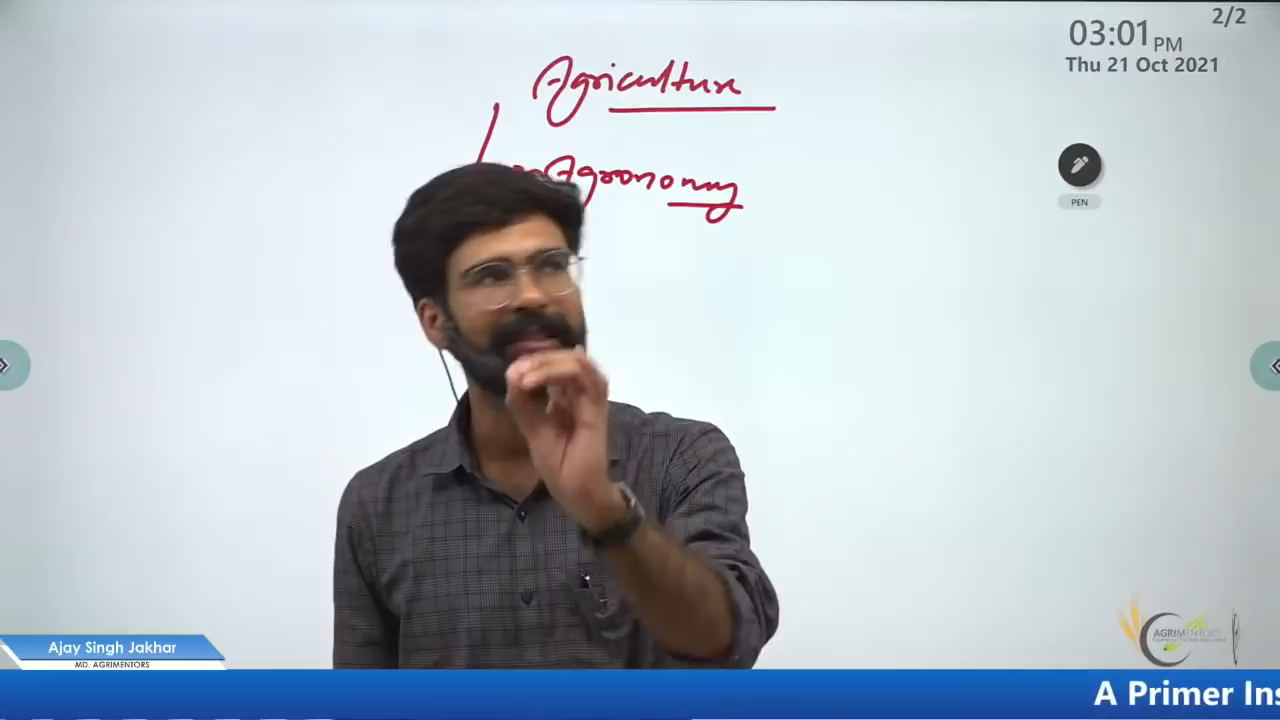 2/2
03:01 PM
Thu 21 Oct 2021
Agriculture
Agronomy
PEN
AGRIMENTORS
Ajay Singh Jakhar
MD. AGRIMENTORS
A Primer Ins